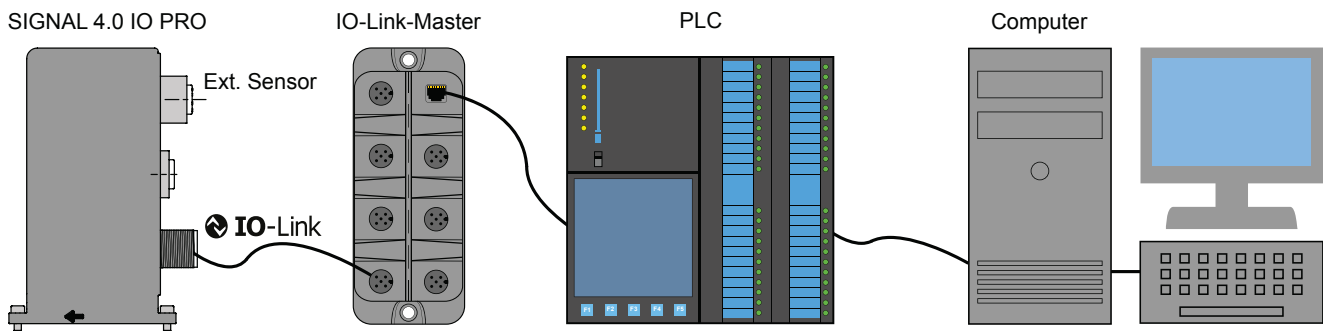 SIGNAL 4.0 IO PRO
IO-Link-Master
PLC
Computer
Ext. Sensor
IO-Link
F1 F2 F3 F4 F5